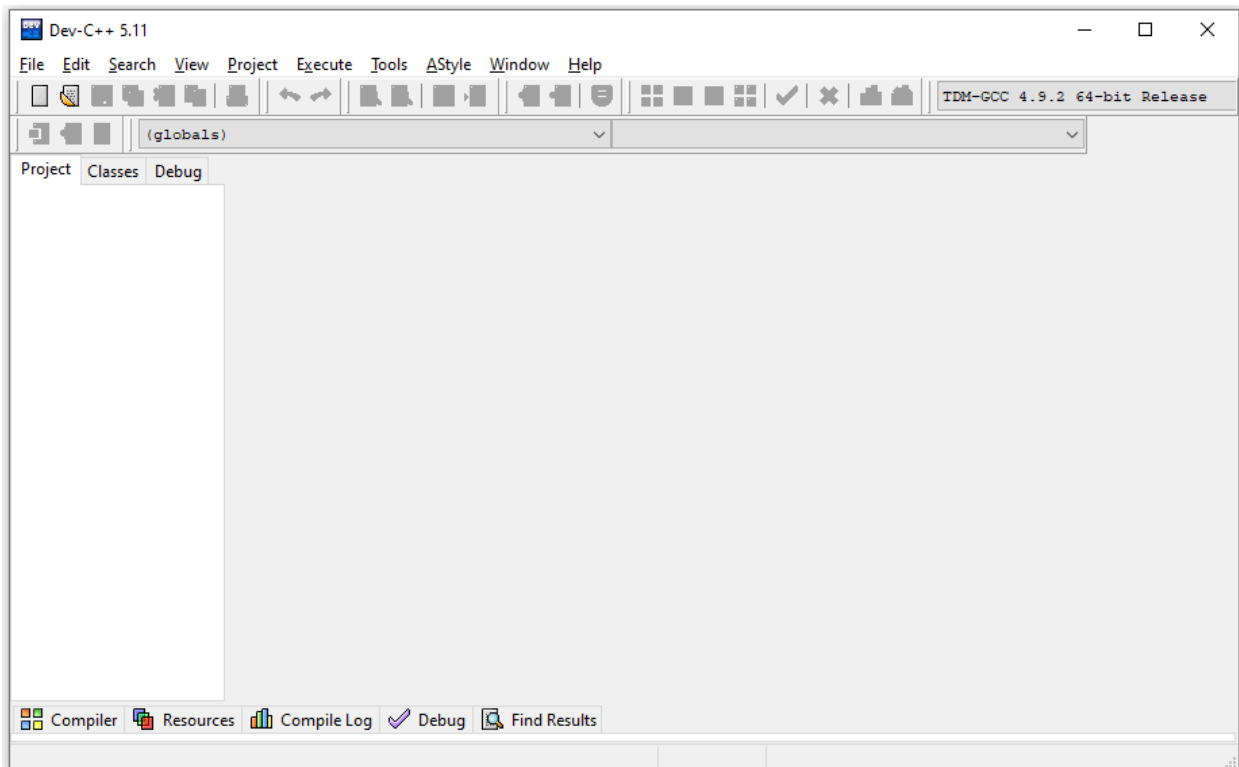 Dev-C++ 5.11
File Edit Search View Project Execute Tools AStyle Window Help
TDM-GCC 4.9.2 64-bit Release
(globals)
Project Classes Debug
Compiler Resources Compile Log Debug Find Results